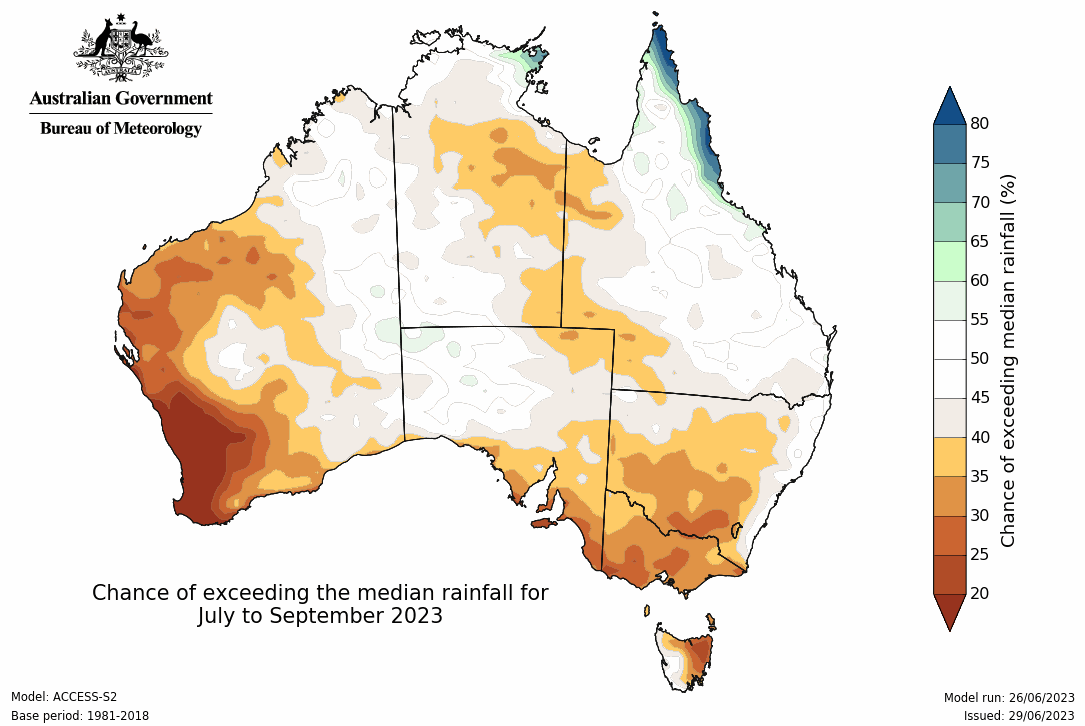 Australian Government
Bureau of Meteorology
80
75
70
65
60
55
50
45
40
35
30
25
20
Chance of exceeding median rainfall (%)
Chance of exceeding the median rainfall for
July to September 2023
Model: ACCESS-S2
Base period: 1981-2018
Model run: 26/06/2023
Issued: 29/06/2023